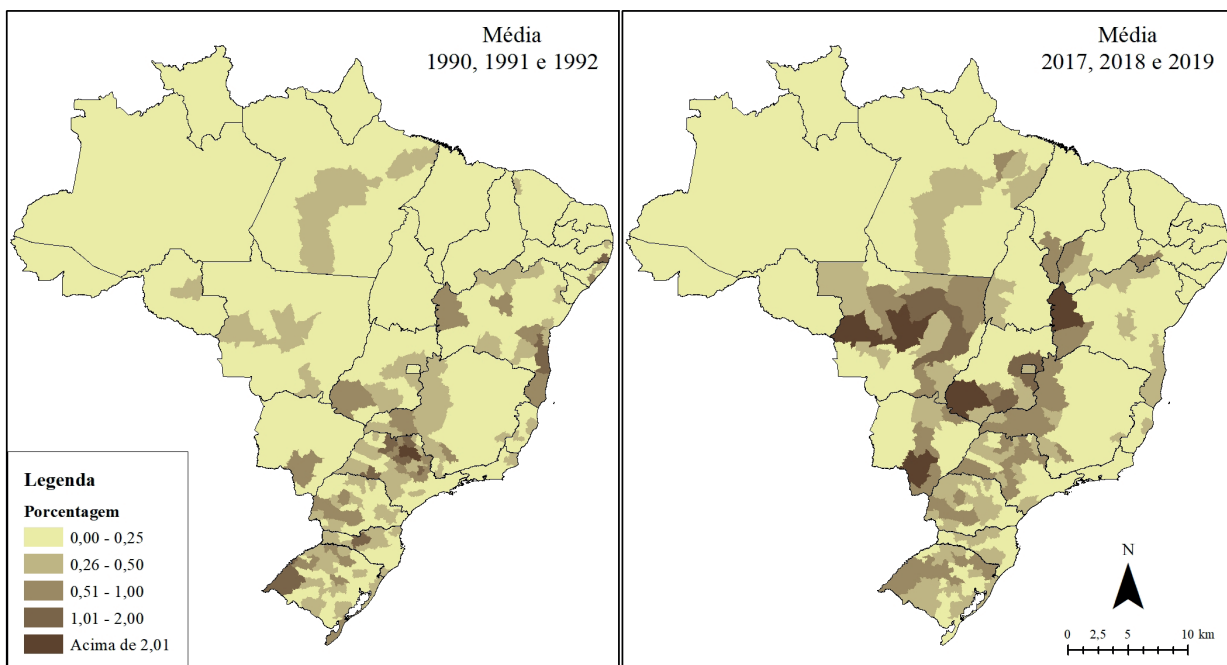 Média
1990, 1991 e 1992
Média
2017, 2018 e 2019
Legenda
Porcentagem
0,00 - 0,25
0,26 - 0,50
0,51 - 1,00
1,01 - 2,00
Acima de 2,01
N
0 2,5 5 10 km